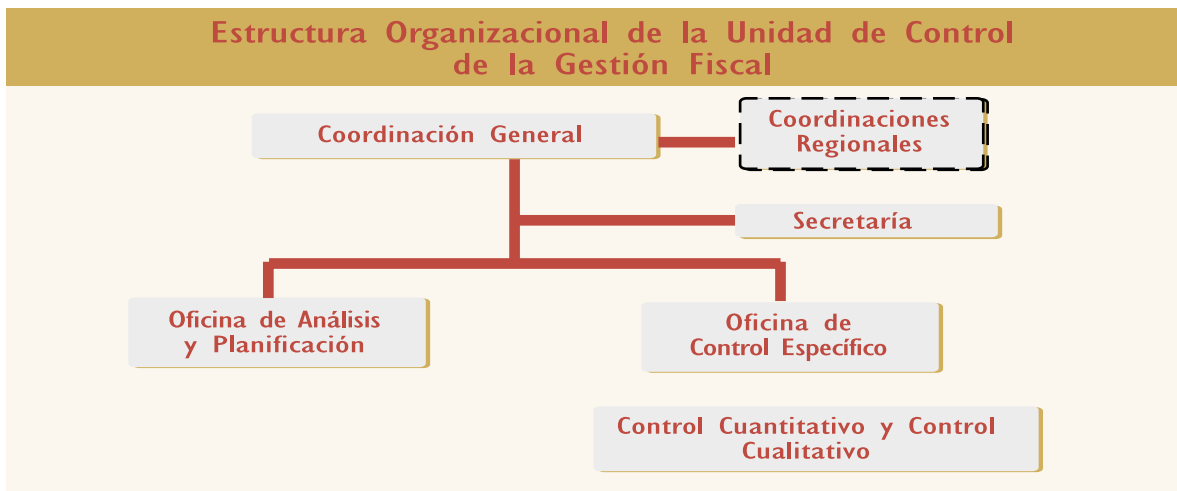 Estructura Organizacional de la Unidad de Control
de la Gestión Fiscal
Coordinación General
Coordinaciones
Regionales
Secretaría
Oficina de Análisis
y Planificación
Oficina de
Control Específico
Control Cuantitativo y Control
Cualitativo